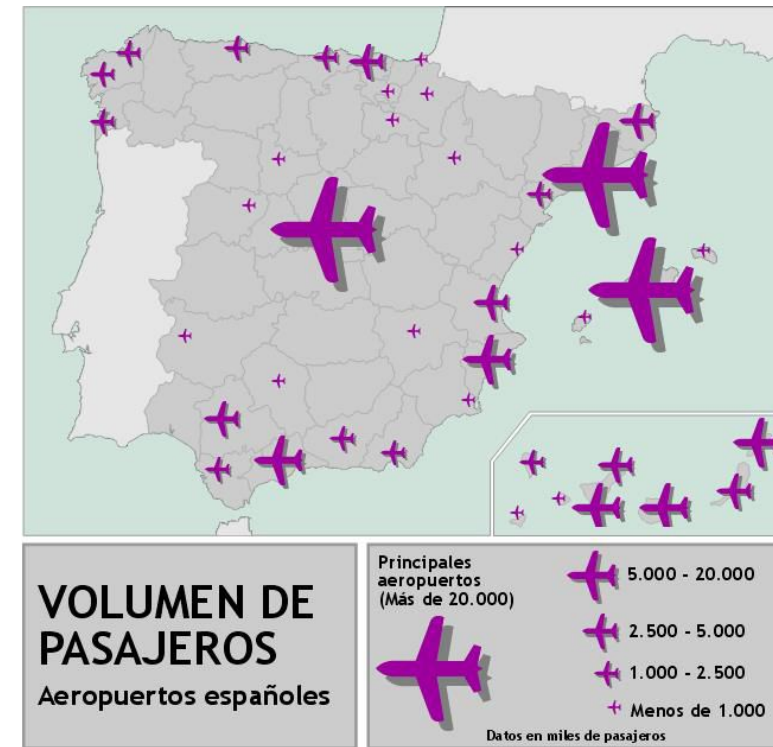 VOLUMEN DE
PASAJEROS
Aeropuertos españoles
Principales
aeropuertos
(Más de 20.000)
5.000 - 20.000
2.500 - 5.000
1.000 - 2.500
Menos de 1.000
Datos en miles de pasajeros